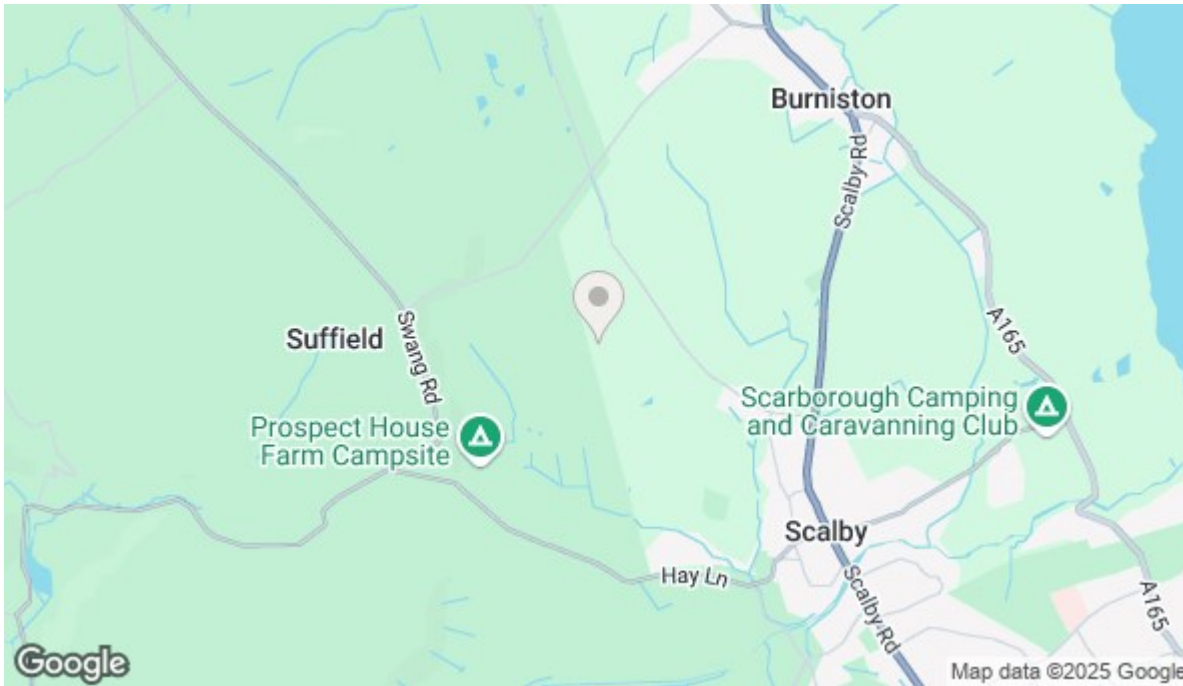 Burniston
Scalby Rd
A165
Suffield
Swang Rd
Scarborough Camping
and Caravanning Club
Prospect House
Farm Campsite
Scalby
Hay Ln
Scalby Rd
A165
Google
Map data ©2025 Google